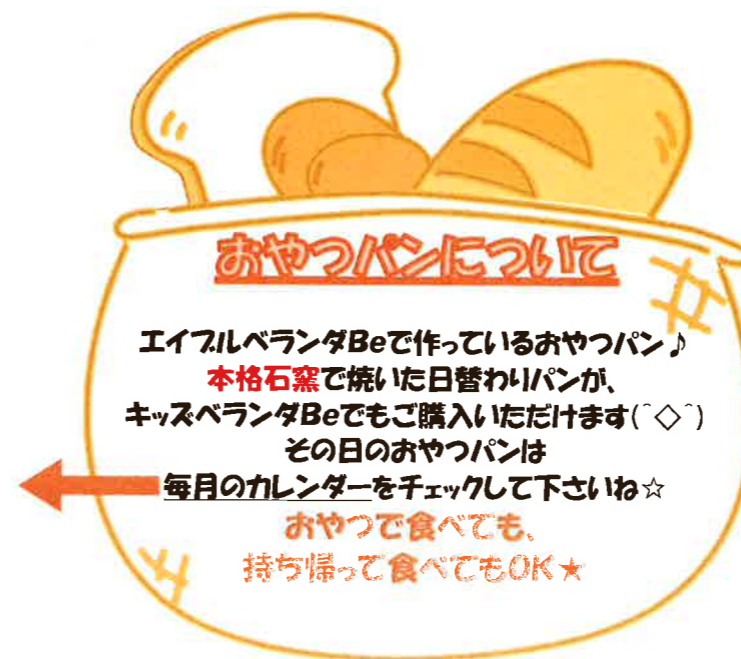 おやつパンについて
エイブルベランダBeで作っているおやつパン♪
本格石窯で焼いた日替わりパンが、
キッズベランダBeでもご購入いただけます(^◇^)
その日のおやつパンは
毎月のカレンダーをチェックして下さいね☆
おやつで食べても、
持ち帰って食べてもOK★